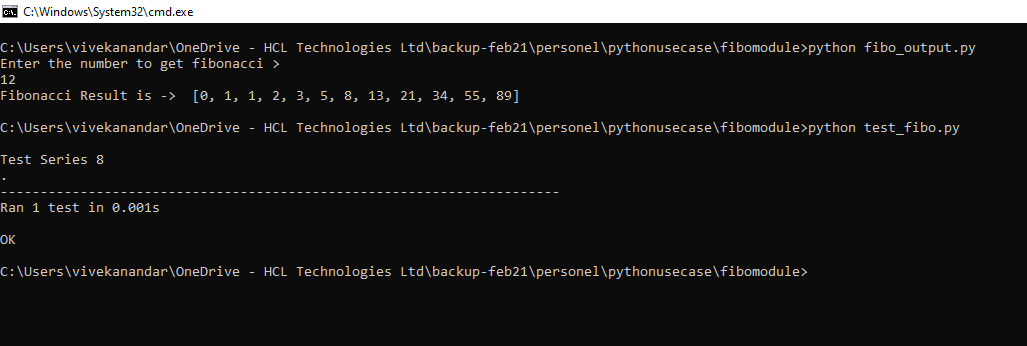 C:\Windows\System32\cmd.exe
C:\Users\vivekanandar\OneDrive - HCL Technologies Ltd\backup-feb21\personel\pythonusecase\fibomodule>python fibo_output.py
Enter the number to get fibonacci >
12
Fibonacci Result is ->  [0, 1, 1, 2, 3, 5, 8, 13, 21, 34, 55, 89]
C:\Users\vivekanandar\OneDrive - HCL Technologies Ltd\backup-feb21\personel\pythonusecase\fibomodule>python test_fibo.py
Test Series 8
.
----------------------------------------------------------------------
Ran 1 test in 0.001s
OK
C:\Users\vivekanandar\OneDrive - HCL Technologies Ltd\backup-feb21\personel\pythonusecase\fibomodule>